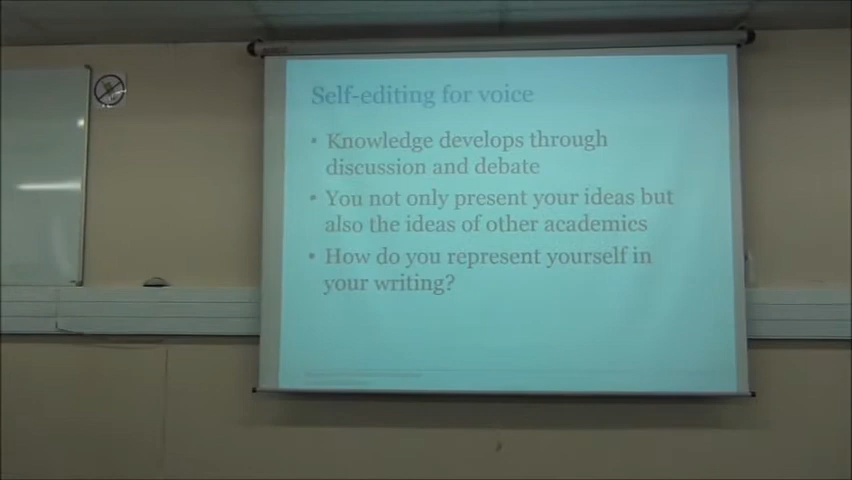 Self-editing for voice
• Knowledge develops through
discussion and debate
• You not only present your ideas but
also the ideas of other academics
• How do you represent yourself in
your writing?